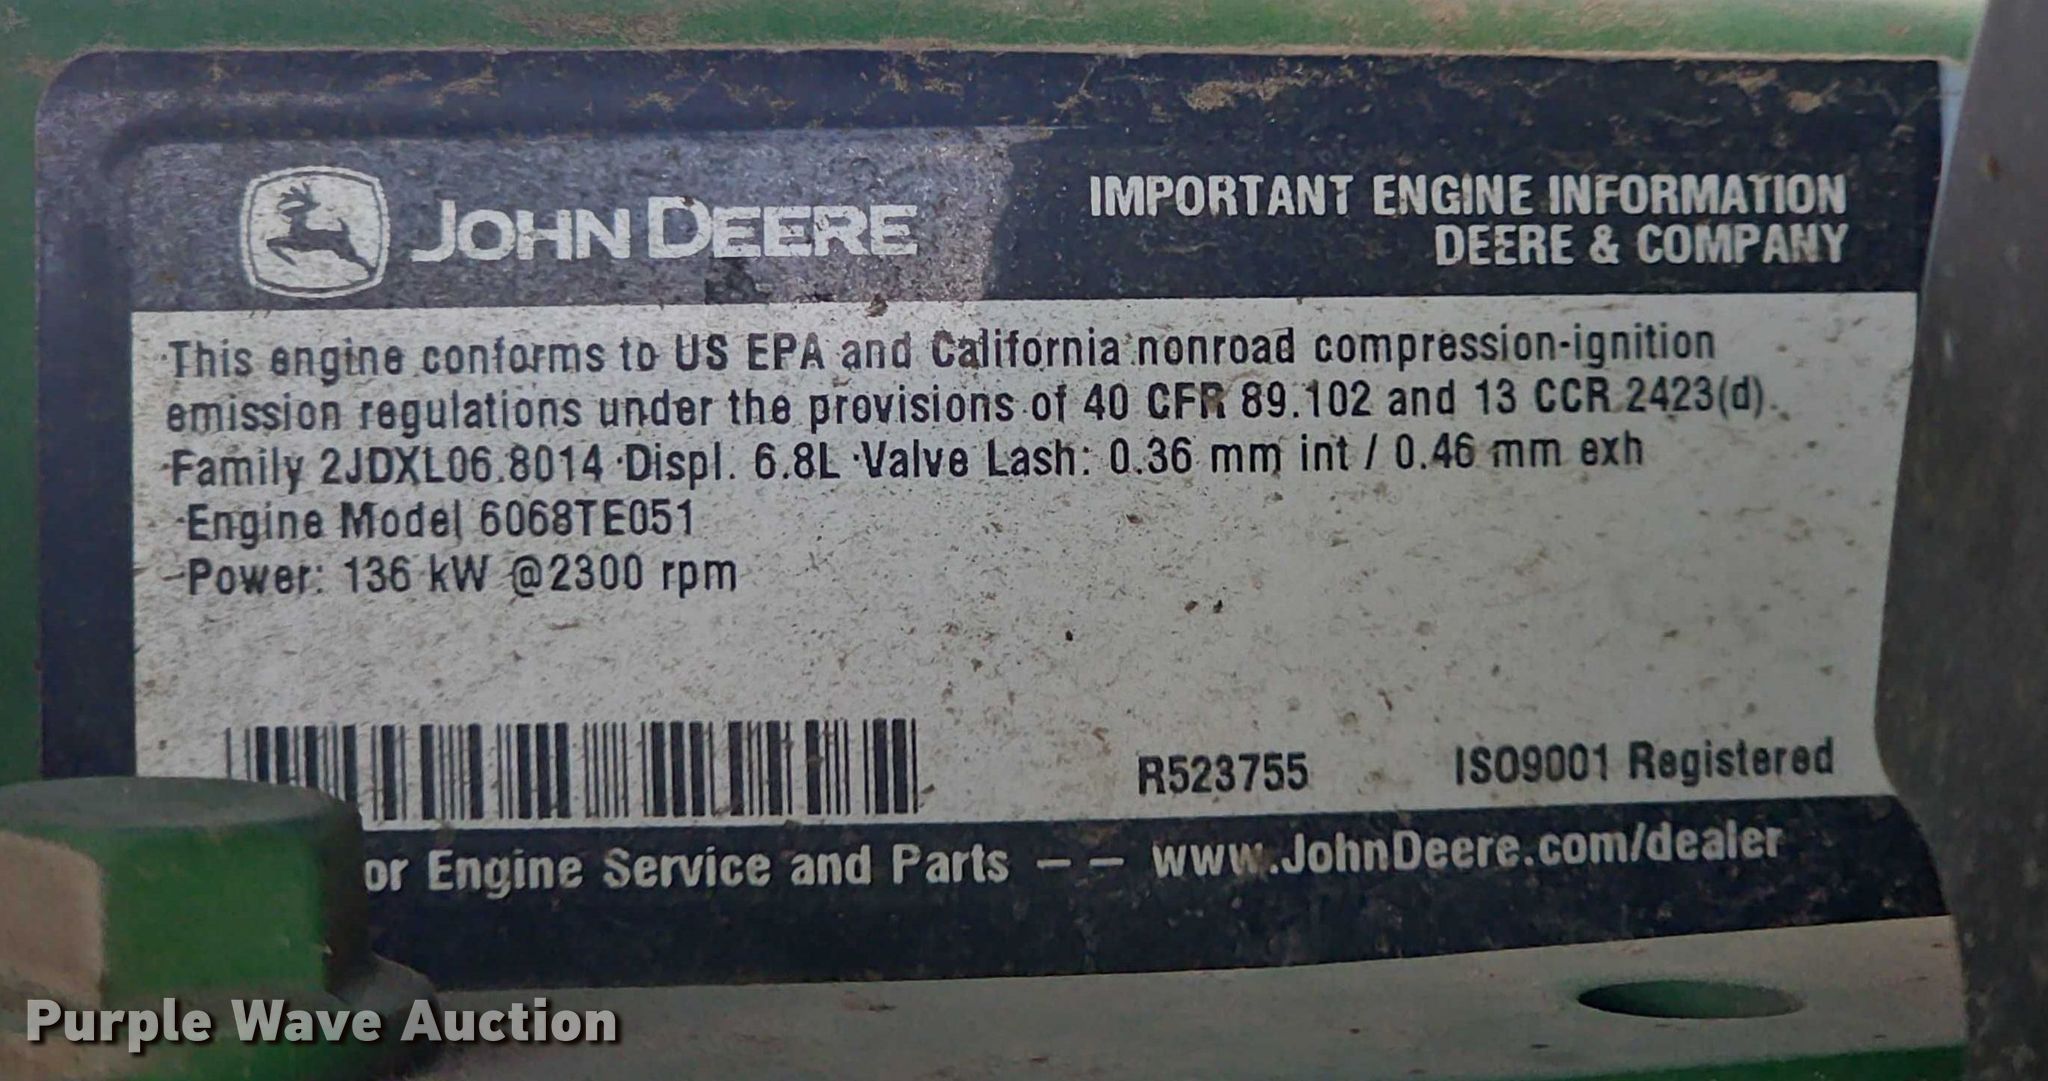 JOHN DEERE
IMPORTANT ENGINE INFORMATION
DEERE & COMPANY
This engine conforms to US EPA and California nonroad compression-ignition
emission regulations under the provisions of 40 CFR 89.102 and 13 CCR 2423(d).
Family 2JDXL06.8014 Displ. 6.8L Valve Lash: 0.36 mm int / 0.46 mm exh
Engine Model 6068TE051
Power: 136 kW @2300 rpm
R523755 ISO9001 Registered
or Engine Service and Parts – – www.JohnDeere.com/dealer
Purple Wave Auction